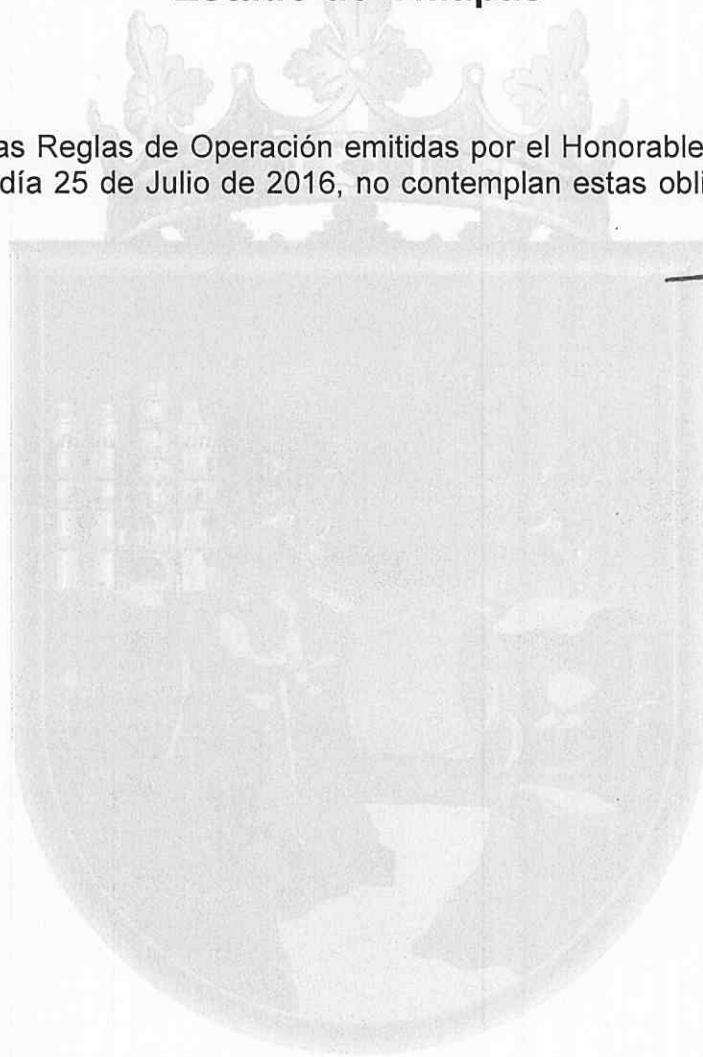 Estado de Chiapas
as Reglas de Operación emitidas por el Honorable
día 25 de Julio de 2016, no contemplan estas obli